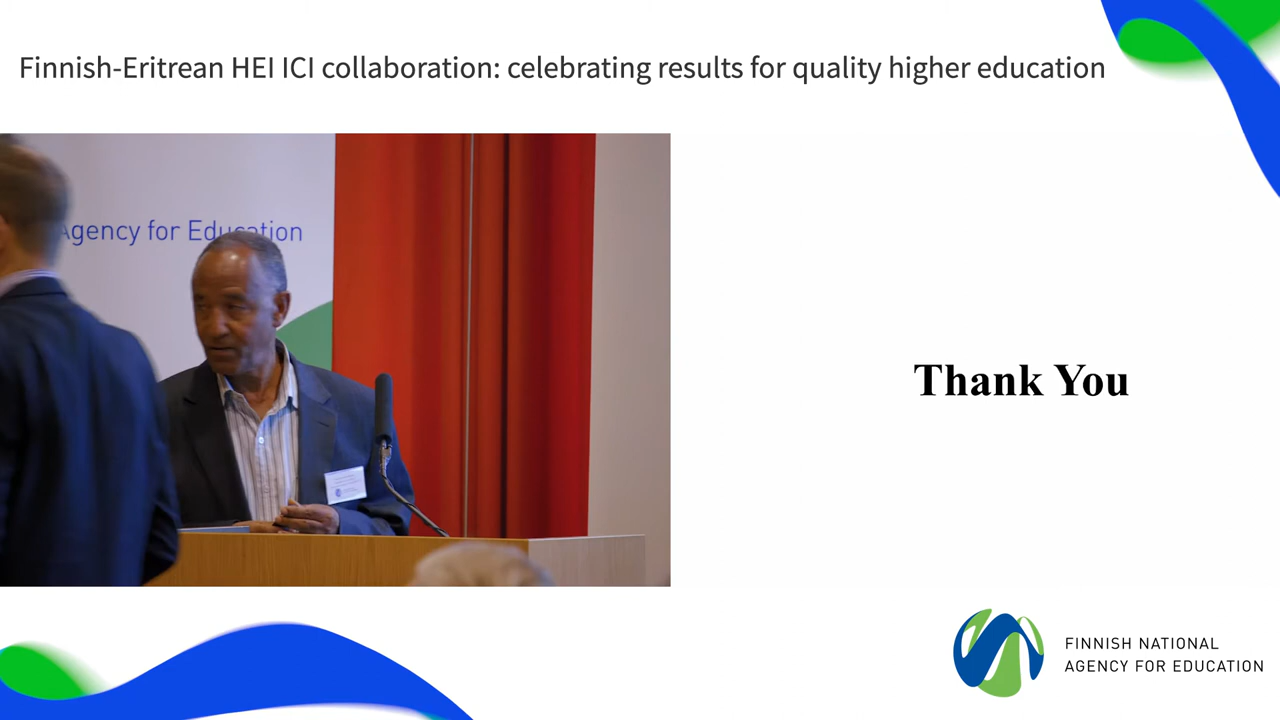 Finnish-Eritrean HEI ICI collaboration: celebrating results for quality higher education
Agency for Education
Thank You
FINNISH NATIONAL
AGENCY FOR EDUCATION